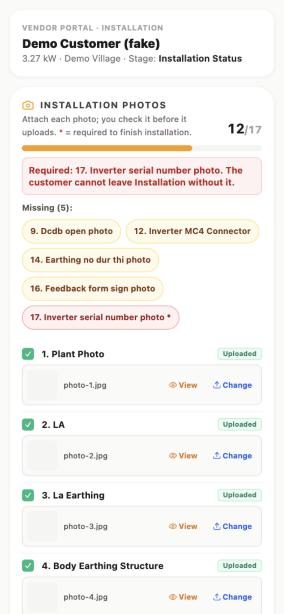 VENDOR PORTAL · INSTALLATION
Demo Customer (fake)
3.27 kW · Demo Village · Stage: Installation Status
INSTALLATION PHOTOS
Attach each photo; you check it before it
uploads. * = required to finish installation.
12/17
Required: 17. Inverter serial number photo. The
customer cannot leave Installation without it.
Missing (5):
9. Dcdb open photo
12. Inverter MC4 Connector
14. Earthing no dur thi photo
16. Feedback form sign photo
17. Inverter serial number photo *
1. Plant Photo
Uploaded
photo-1.jpg
View
Change
2. LA
Uploaded
photo-2.jpg
View
Change
3. La Earthing
Uploaded
photo-3.jpg
View
Change
4. Body Earthing Structure
Uploaded
photo-4.jpg
View
Change